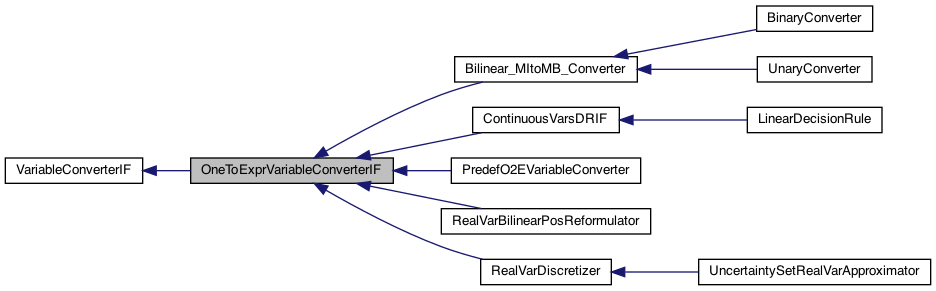 BinaryConverter
Bilinear_MItoMB_Converter
UnaryConverter
ContinuousVarsDRIF
LinearDecisionRule
VariableConverterIF
OneToExprVariableConverterIF
PredefO2EVariableConverter
RealVarBilinearPosReformulator
RealVarDiscretizer
UncertaintySetRealVarApproximator